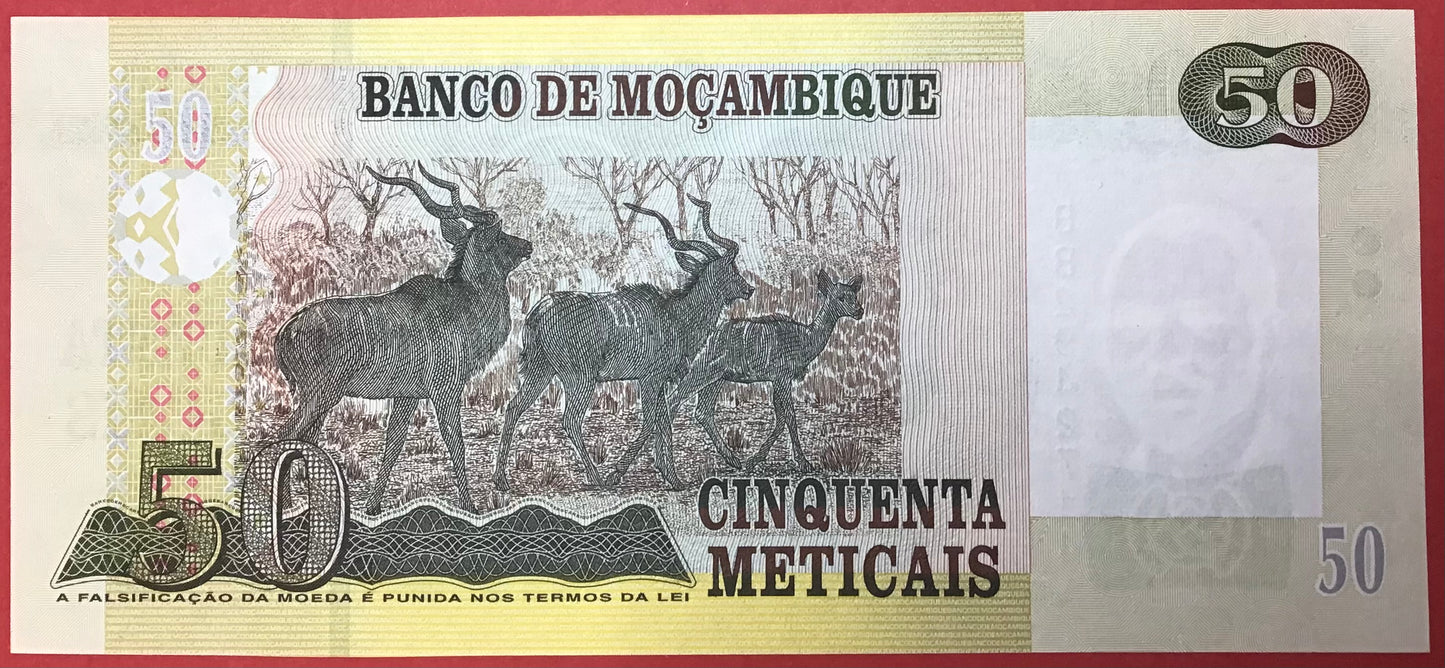 BANCO DE MOÇAMBIQUE
50
50
50
CINQUENTA
METICAIS
A FALSIFICAÇÃO DA MOEDA É PUNIDA NOS TERMOS DA LEI
50